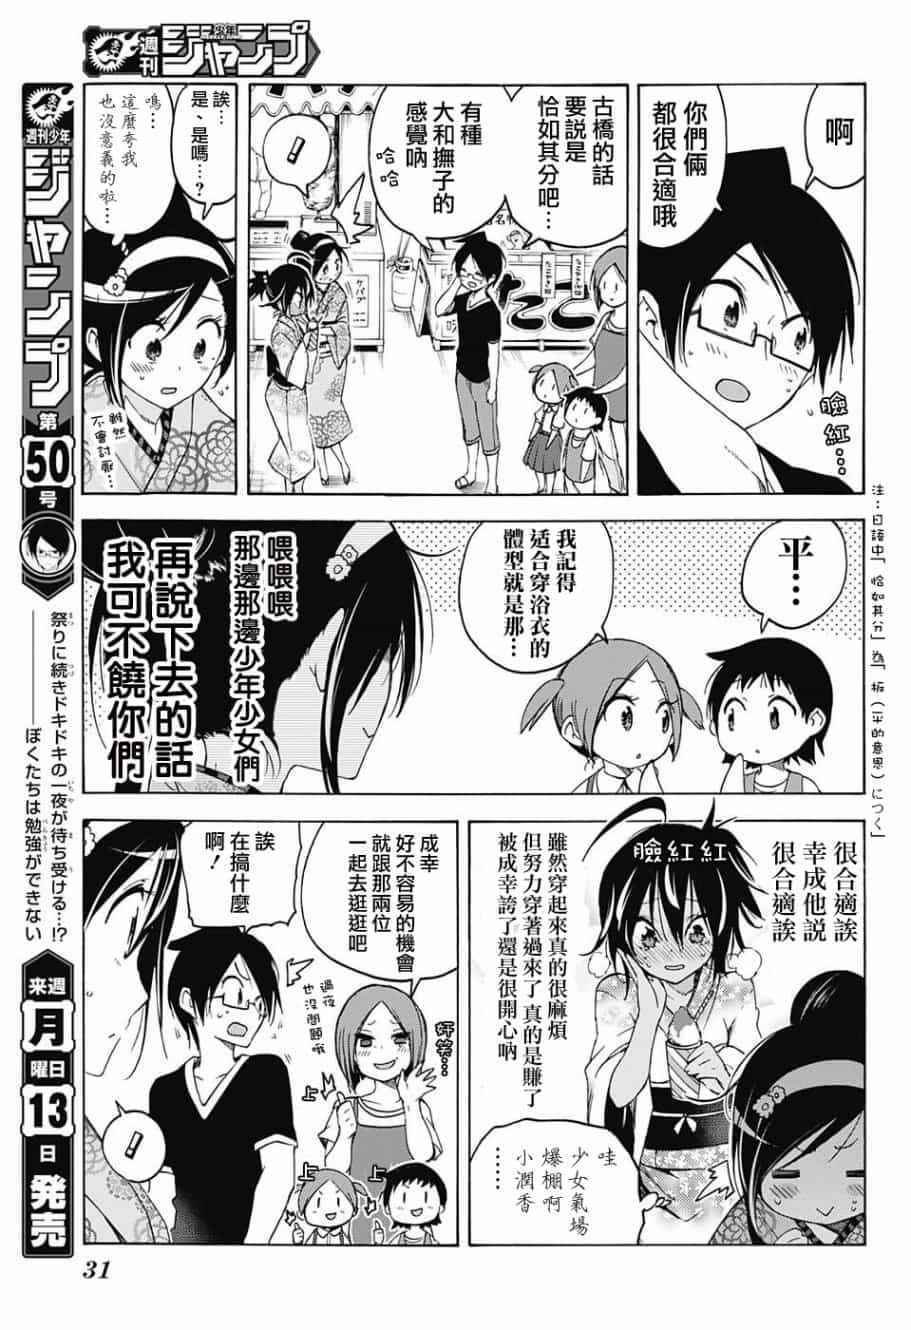 週刊
少年
ジャンプ
啊
你們倆
都很合適哦
臉紅…
古橋的話
要說是
恰如其分吧…
有種
大和撫子的
感覺吶
哈
哈
！
誒…
是、是嗎…？
嗚…
這麼夸我
也沒意義的啦…
雖然
不會討厭…
平…
我記得
适合穿浴衣的
體型就是那…
喂喂喂
那邊那邊少年少女們
再說下去的話
我可不饒你們
注：日語中「恰如其分」為「板（平的意思）につく」
很合適誒
幸成他說
很合適誒
臉紅紅
雖然穿起來真的很麻煩
但努力穿著過來了真的是賺了
被成幸誇了還是很開心吶
哇
少女氣場
爆棚啊
小潤香
……
成幸
好不容易的機會
就跟那兩位
一起去逛逛吧
奸笑…
過夜
也沒問題哦
上
上
上
誒
在搞什麼
啊！
！
週刊少年
ジャンプ
第
50
号
祭りに続きドキドキの一夜が待ち受ける…!?
——ぼくたちは勉強ができない
来週
月
曜日
13
日
発売
31